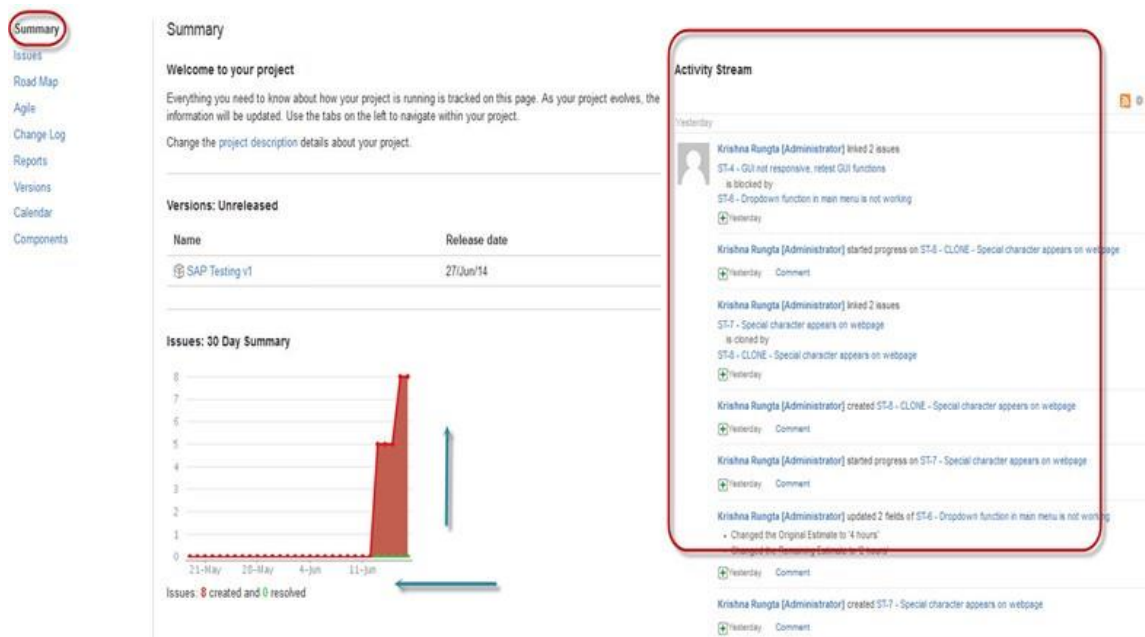 Summary
Issues
Road Map
Agile
Change Log
Reports
Versions
Calendar
Components
Summary
Welcome to your project
Everything you need to know about how your project is running is tracked on this page. As your project evolves, the
information will be updated. Use the tabs on the left to navigate within your project.
Change the project description details about your project.
Versions: Unreleased
Name Release date
SAP Testing v1 27/Jun/14
Issues: 30 Day Summary
8
7
6
5
4
3
2
1
0
21-May 28-May 4-Jun 11-Jun
Issues: 8 created and 0 resolved
Activity Stream
Yesterday
Krishna Rungta [Administrator] linked 2 issues
ST-4 - GUI not responsive, retest GUI functions
is blocked by
ST-6 - Dropdown function in main menu is not working
Yesterday
Krishna Rungta [Administrator] started progress on ST-8 - CLONE - Special character appears on webpage
Yesterday Comment
Krishna Rungta [Administrator] linked 2 issues
ST-7 - Special character appears on webpage
is cloned by
ST-8 - CLONE - Special character appears on webpage
Yesterday
Krishna Rungta [Administrator] created ST-8 - CLONE - Special character appears on webpage
Yesterday Comment
Krishna Rungta [Administrator] started progress on ST-7 - Special character appears on webpage
Yesterday Comment
Krishna Rungta [Administrator] updated 2 fields of ST-6 - Dropdown function in main menu is not working
Changed the Original Estimate to '4 hours'
Changed the Remaining Estimate to '2 hours'
Yesterday Comment
Krishna Rungta [Administrator] created ST-7 - Special character appears on webpage
Yesterday Comment